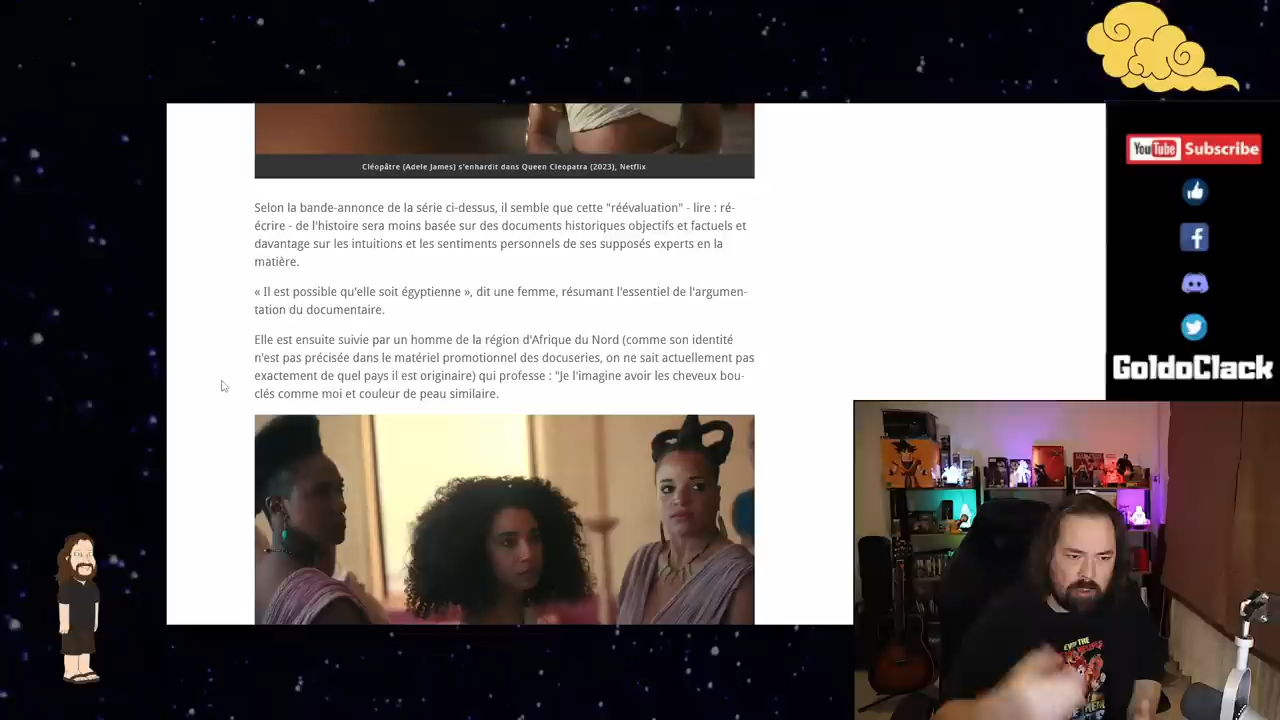 Cléopâtre (Adele James) s'enhardit dans Queen Cleopatra (2023), Netflix
YouTube Subscribe
Selon la bande-annonce de la série ci-dessus, il semble que cette "réévaluation" - lire : ré-
écrire - de l'histoire sera moins basée sur des documents historiques objectifs et factuels et
davantage sur les intuitions et les sentiments personnels de ses supposés experts en la
matière.
« Il est possible qu'elle soit égyptienne », dit une femme, résumant l'essentiel de l'argumen-
tation du documentaire.
Elle est ensuite suivie par un homme de la région d'Afrique du Nord (comme son identité
n'est pas précisée dans le matériel promotionnel des docuseries, on ne sait actuellement pas
exactement de quel pays il est originaire) qui professe : "Je l'imagine avoir les cheveux bou-
clés comme moi et couleur de peau similaire.
GoldoClack